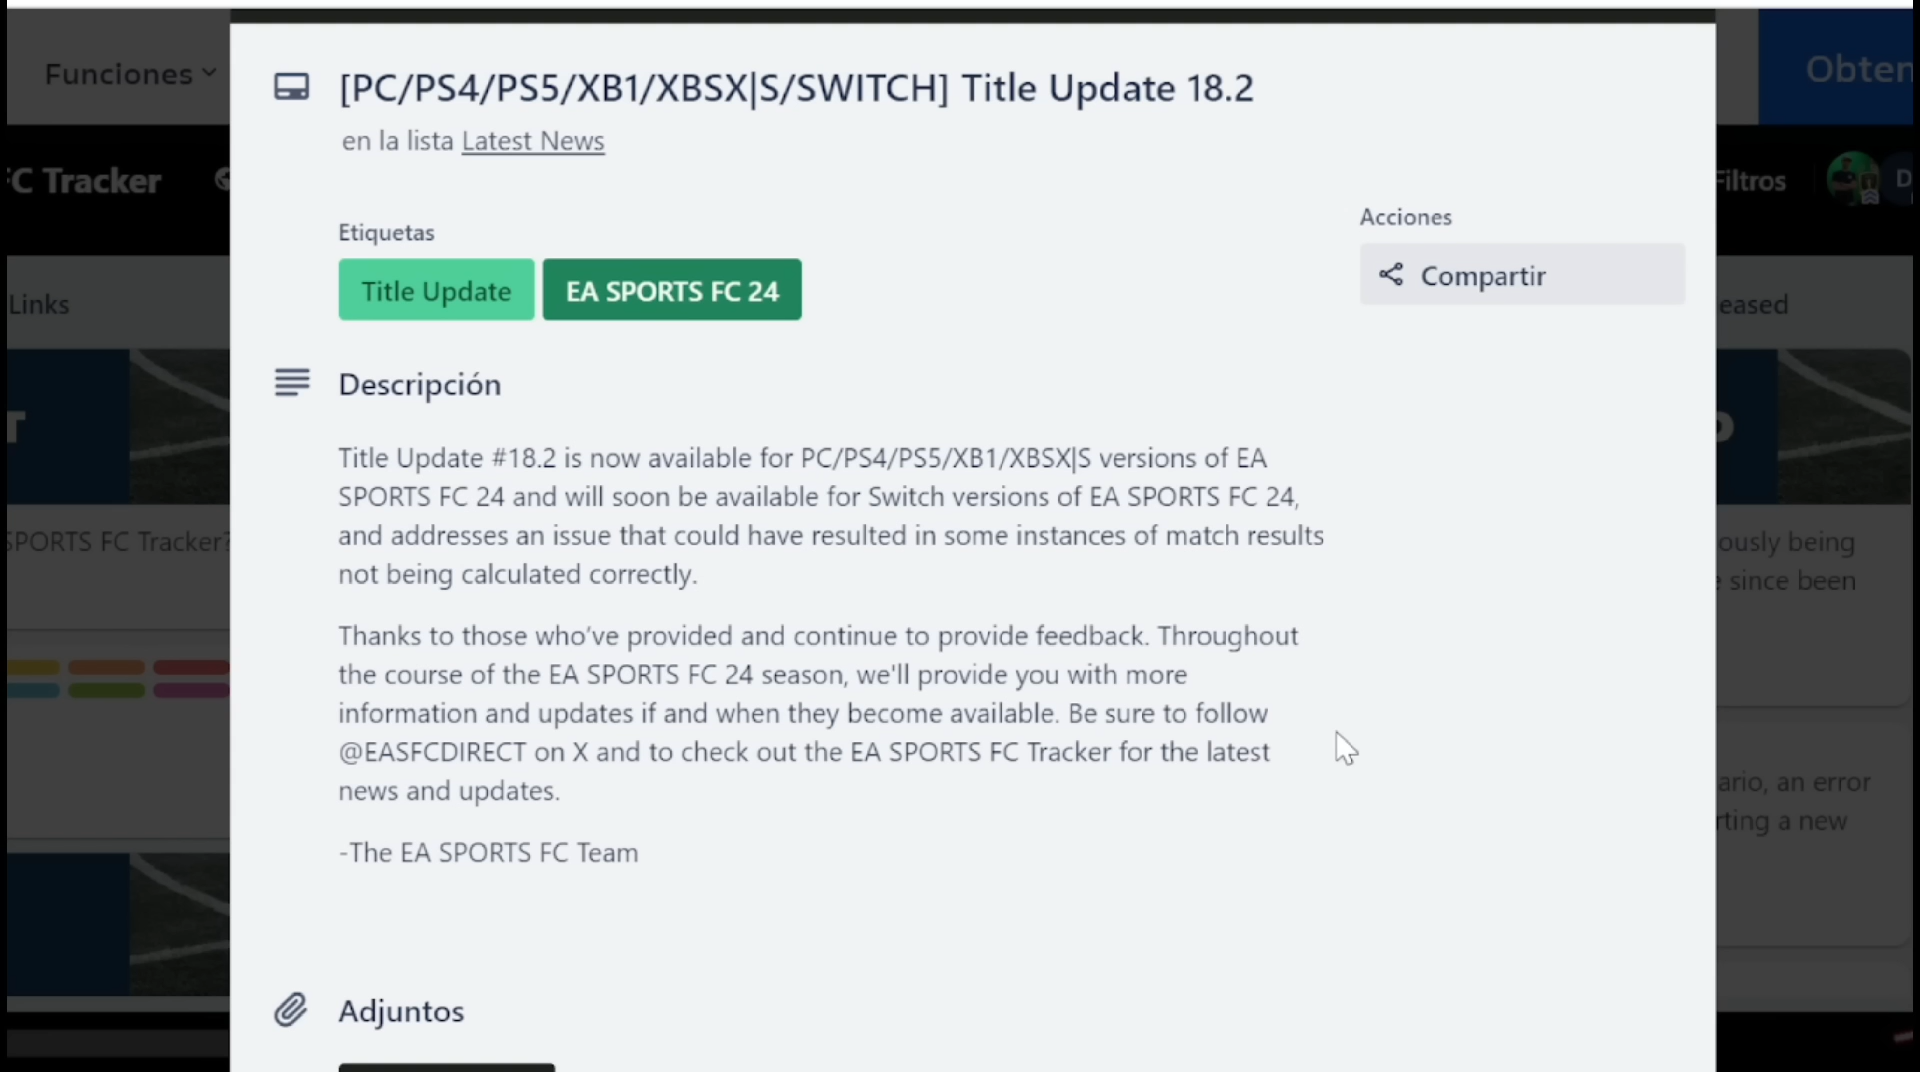 Funciones
Obten
[PC/PS4/PS5/XB1/XBSX|S/SWITCH] Title Update 18.2
en la lista Latest News
FC Tracker
Filtros
D
Acciones
Compartir
Etiquetas
Title Update
EA SPORTS FC 24
Links
eased
Descripción
Title Update #18.2 is now available for PC/PS4/PS5/XB1/XBSX|S versions of EA
SPORTS FC 24 and will soon be available for Switch versions of EA SPORTS FC 24,
and addresses an issue that could have resulted in some instances of match results
not being calculated correctly.
SPORTS FC Tracker?
ously being
since been
Thanks to those who’ve provided and continue to provide feedback. Throughout
the course of the EA SPORTS FC 24 season, we'll provide you with more
information and updates if and when they become available. Be sure to follow
@EASFCDIRECT on X and to check out the EA SPORTS FC Tracker for the latest
news and updates.
ario, an error
rting a new
-The EA SPORTS FC Team
Adjuntos